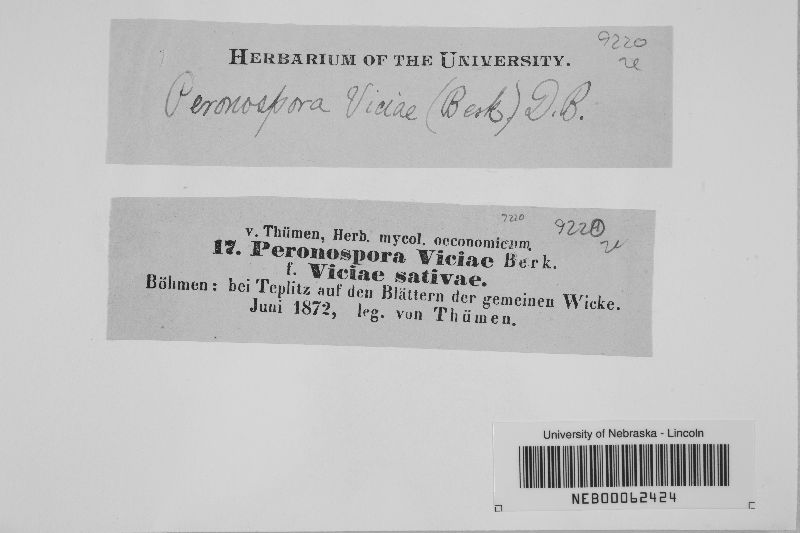 HERBARIUM OF THE UNIVERSITY.
9220
Peronospora Viciae (Berk.) D.B.
7220
9220
v. Thümen, Herb. mycol. oeconomicum.
17. Peronospora Viciae Berk.
f. Viciae sativae.
Böhmen: bei Teplitz auf den Blättern der gemeinen Wicke.
Juni 1872, leg. von Thümen.
University of Nebraska - Lincoln
NEB00062424